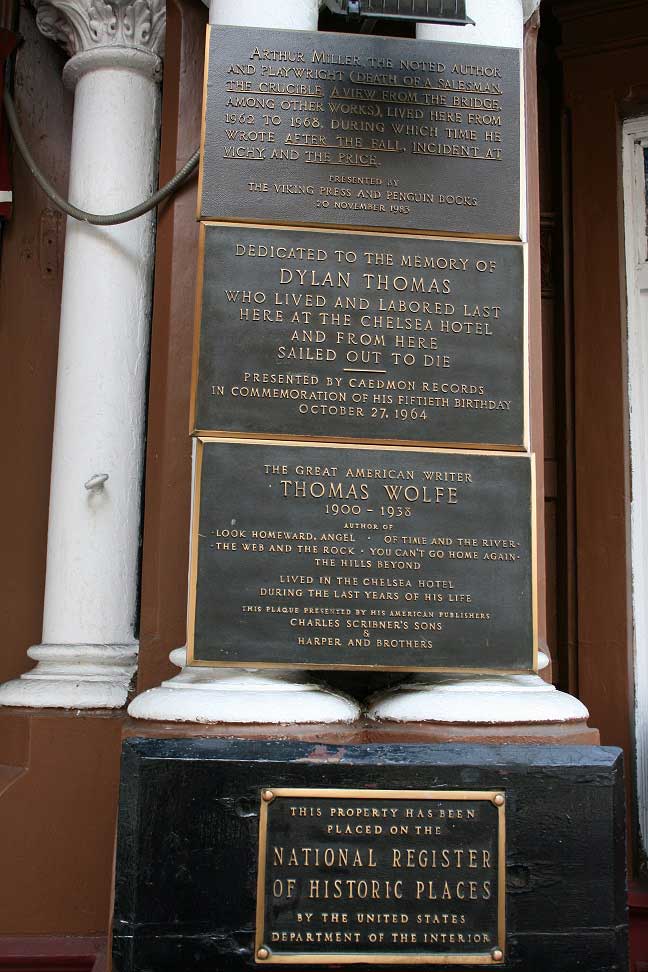 ARTHUR MILLER, THE NOTED AUTHOR
AND PLAYWRIGHT (DEATH OF A SALESMAN,
THE CRUCIBLE, A VIEW FROM THE BRIDGE,
AMONG OTHER WORKS), LIVED HERE FROM
1962 TO 1968, DURING WHICH TIME HE
WROTE AFTER THE FALL, INCIDENT AT
VICHY, AND THE PRICE.
PRESENTED BY
THE VIKING PRESS AND PENGUIN BOOKS
20 NOVEMBER 1983
DEDICATED TO THE MEMORY OF
DYLAN THOMAS
WHO LIVED AND LABORED LAST
HERE AT THE CHELSEA HOTEL
AND FROM HERE
SAILED OUT TO DIE
PRESENTED BY CAEDMON RECORDS
IN COMMEMORATION OF HIS FIFTIETH BIRTHDAY
OCTOBER 27, 1964
THE GREAT AMERICAN WRITER
THOMAS WOLFE
1900 - 1938
AUTHOR OF
·LOOK HOMEWARD, ANGEL · OF TIME AND THE RIVER·
·THE WEB AND THE ROCK · YOU CAN'T GO HOME AGAIN·
THE HILLS BEYOND
LIVED IN THE CHELSEA HOTEL
DURING THE LAST YEARS OF HIS LIFE
THIS PLAQUE PRESENTED BY HIS AMERICAN PUBLISHERS
CHARLES SCRIBNER'S SONS
&
HARPER AND BROTHERS
THIS PROPERTY HAS BEEN
PLACED ON THE
NATIONAL REGISTER
OF HISTORIC PLACES
BY THE UNITED STATES
DEPARTMENT OF THE INTERIOR